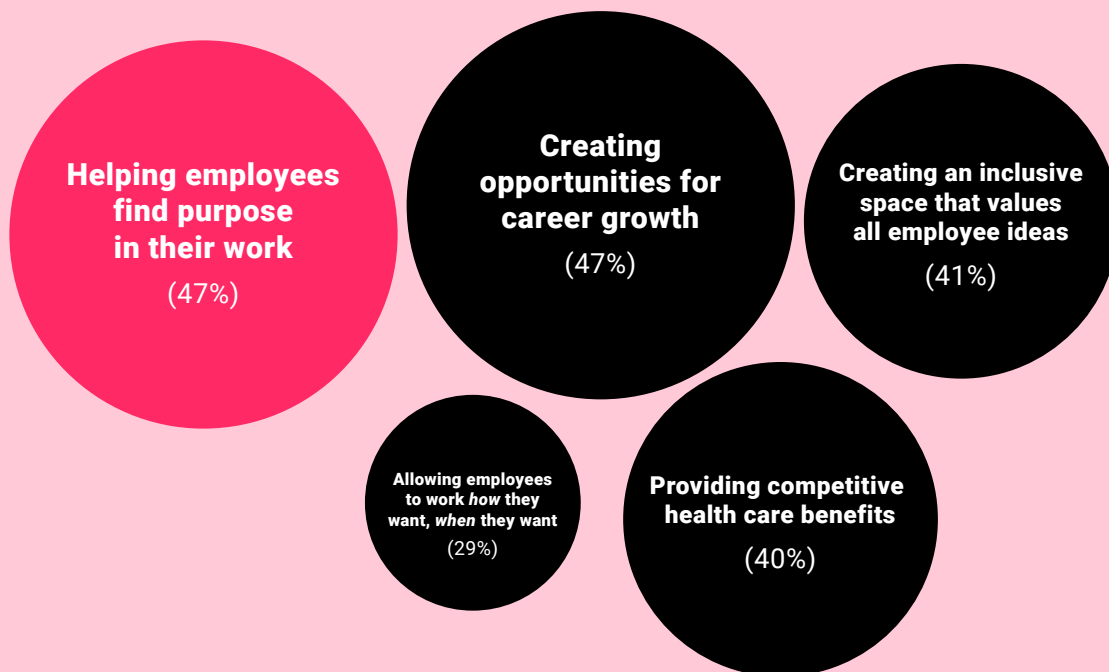 Helping employees
find purpose
in their work
(47%)
Creating
opportunities for
career growth
(47%)
Creating an inclusive
space that values
all employee ideas
(41%)
Allowing employees
to work how they
want, when they want
(29%)
Providing competitive
health care benefits
(40%)